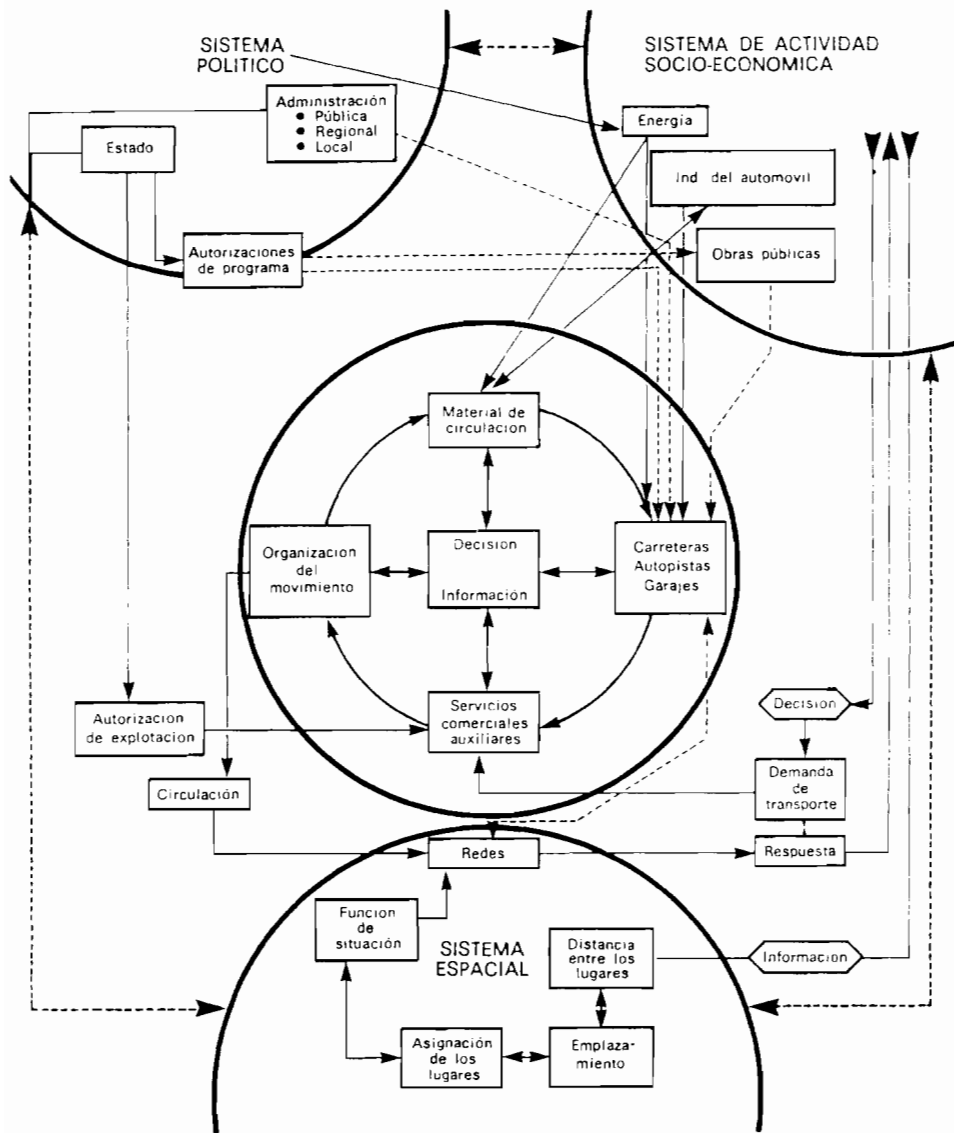 SISTEMA
POLITICO
SISTEMA DE ACTIVIDAD
SOCIO-ECONOMICA
Administración
● Pública
● Regional
● Local
Estado
Energía
Ind del automovil
Autorizaciones
de programa
Obras públicas
Material de
circulación
Organizacion
del
movimiento
Decision
Información
Carreteras
Autopistas
Garajes
Servicios
comerciales
auxiliares
Autorizacion
de explotacion
Circulación
Decision
Demanda
de
transporte
Respuesta
Redes
Funcion
de
situación
SISTEMA
ESPACIAL
Distancia
entre los
lugares
Informacion
Asignación
de los
lugares
Emplaza-
miento